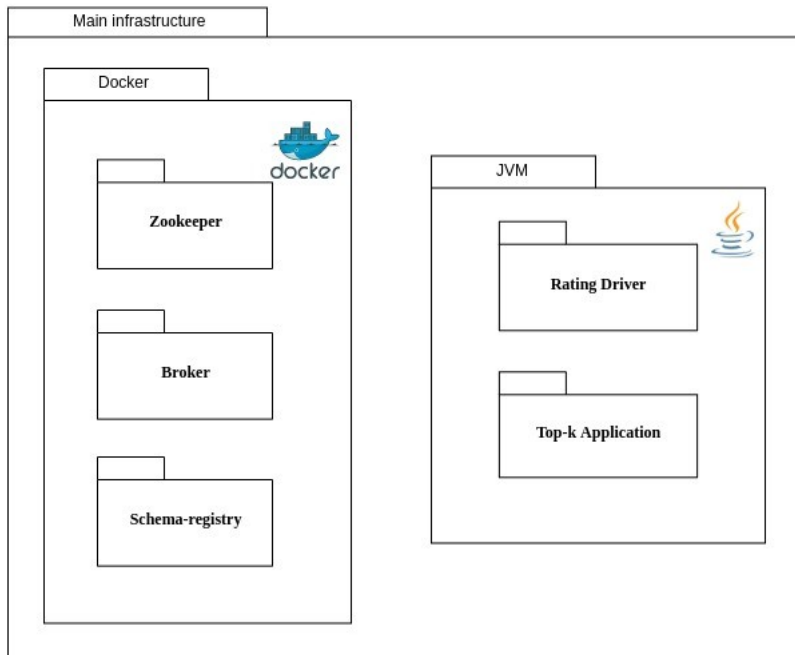 Main infrastructure
Docker
docker
Zookeeper
Broker
Schema-registry
JVM
Rating Driver
Top-k Application